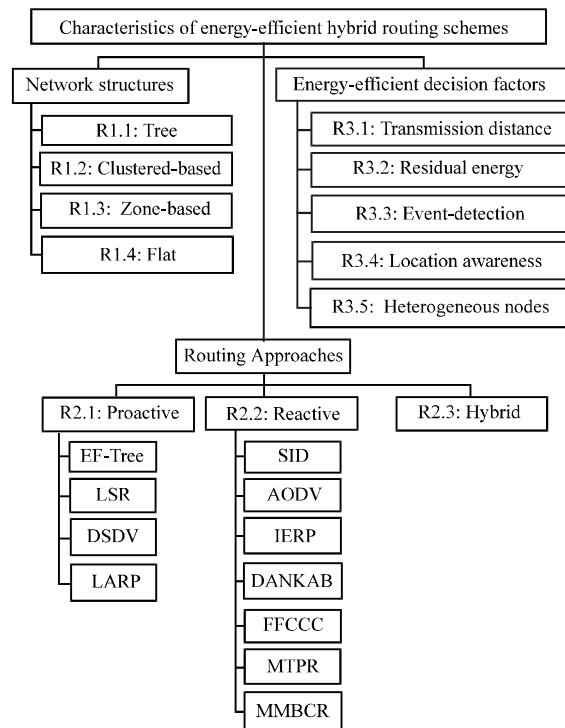 Characteristics of energy-efficient hybrid routing schemes
Network structures
R1.1: Tree
R1.2: Clustered-based
R1.3: Zone-based
R1.4: Flat
Energy-efficient decision factors
R3.1: Transmission distance
R3.2: Residual energy
R3.3: Event-detection
R3.4: Location awareness
R3.5: Heterogeneous nodes
Routing Approaches
R2.1: Proactive
EF-Tree
LSR
DSDV
LARP
R2.2: Reactive
SID
AODV
IERP
DANKAB
FFCCC
MTPR
MMBCR
R2.3: Hybrid